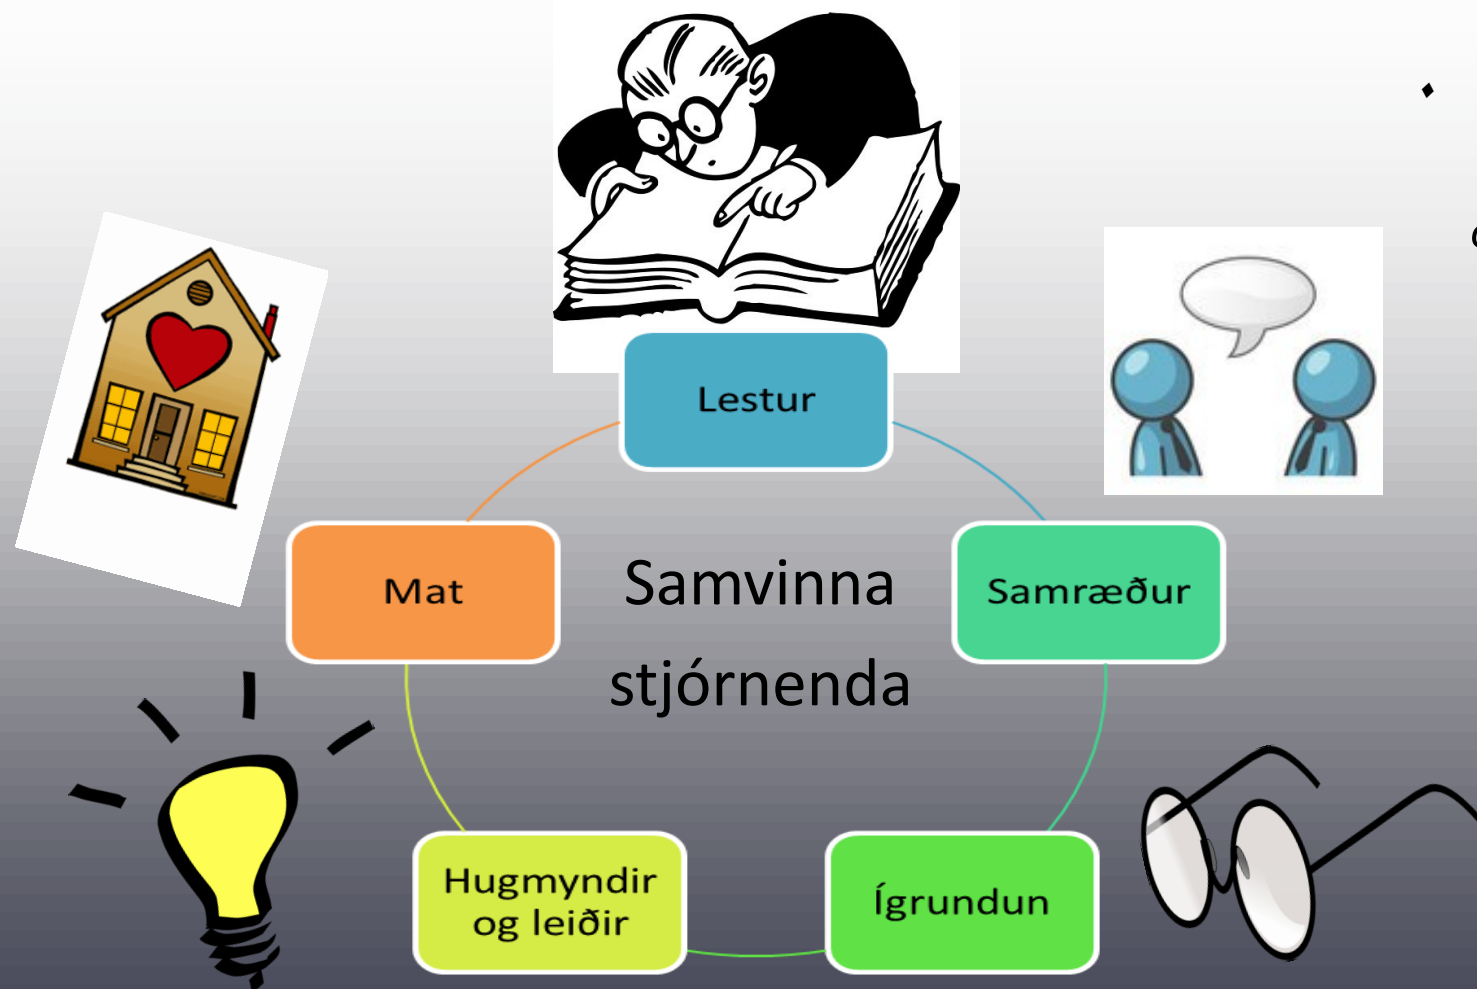 Lestur
Samræður
Ígrundun
Hugmyndir
og leiðir
Mat
Samvinna
stjórnenda